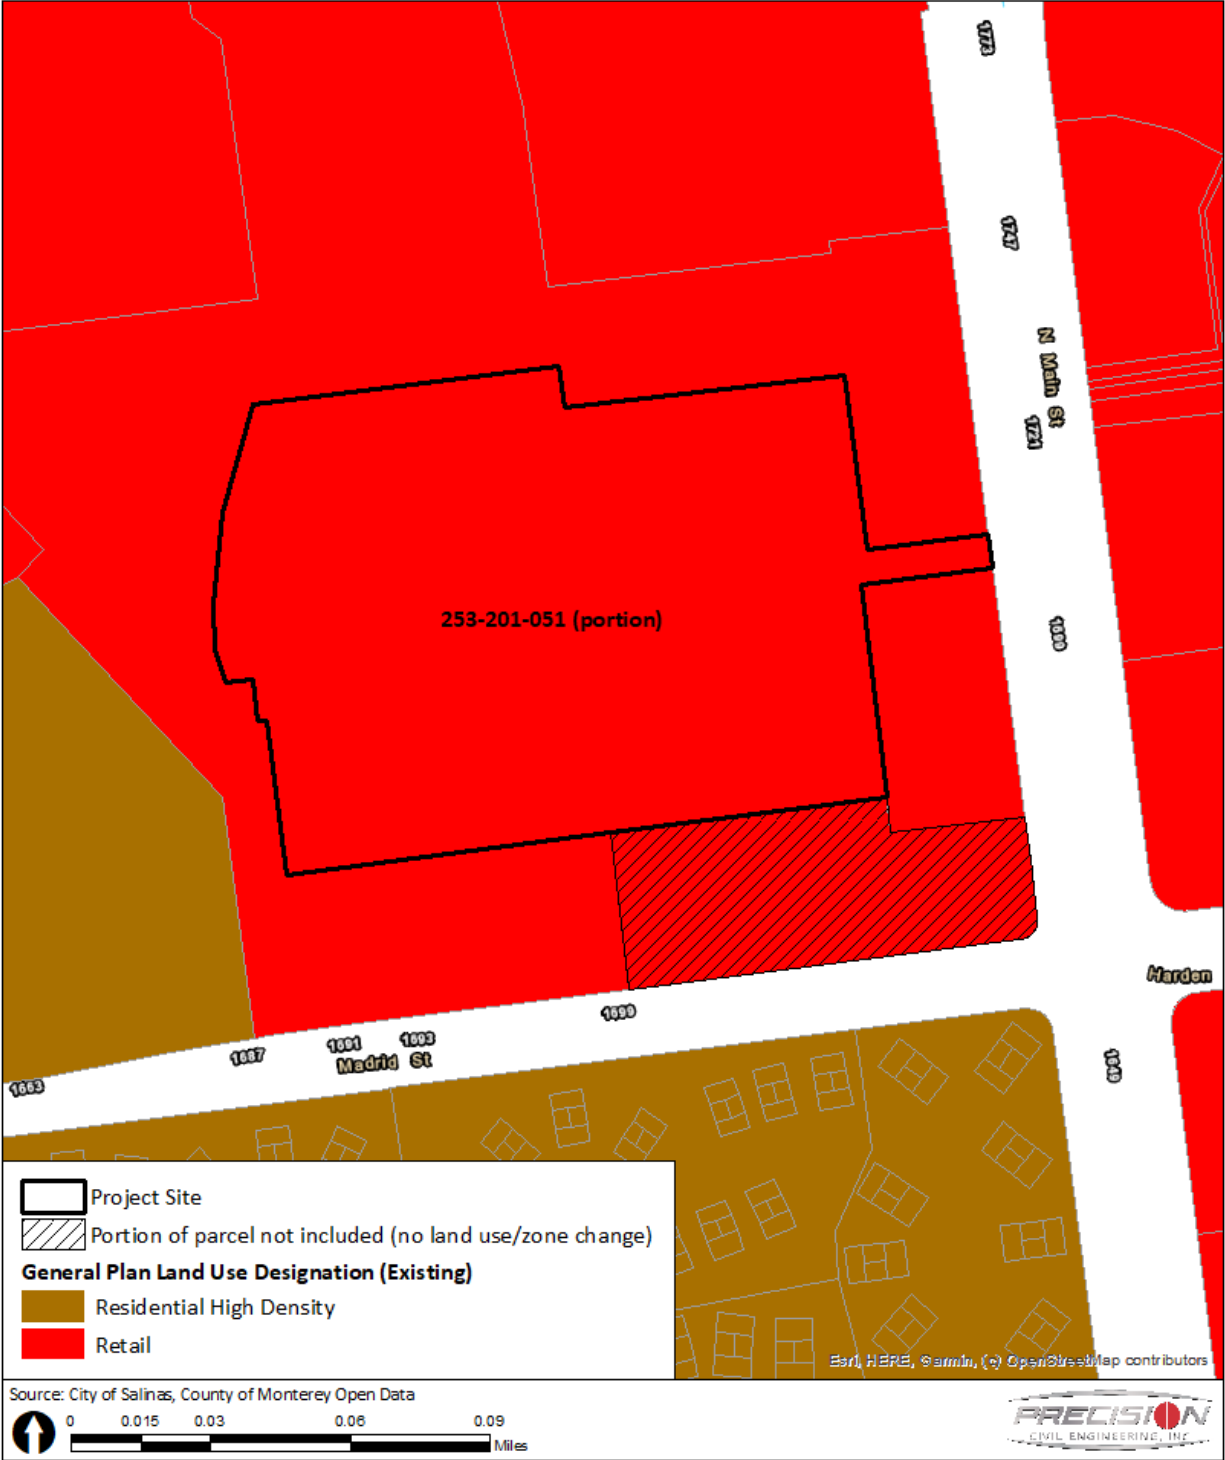 1773
1747
N Main St
1721
253-201-051 (portion)
1699
Harden
1699
1693
1691
1687
Madrid St
1663
1649
Project Site
Portion of parcel not included (no land use/zone change)
General Plan Land Use Designation (Existing)
Residential High Density
Retail
Esri, HERE, Garmin, (c) OpenStreetMap contributors
Source: City of Salinas, County of Monterey Open Data
0 0.015 0.03 0.06 0.09
Miles
PRECISION
CIVIL ENGINEERING, INC